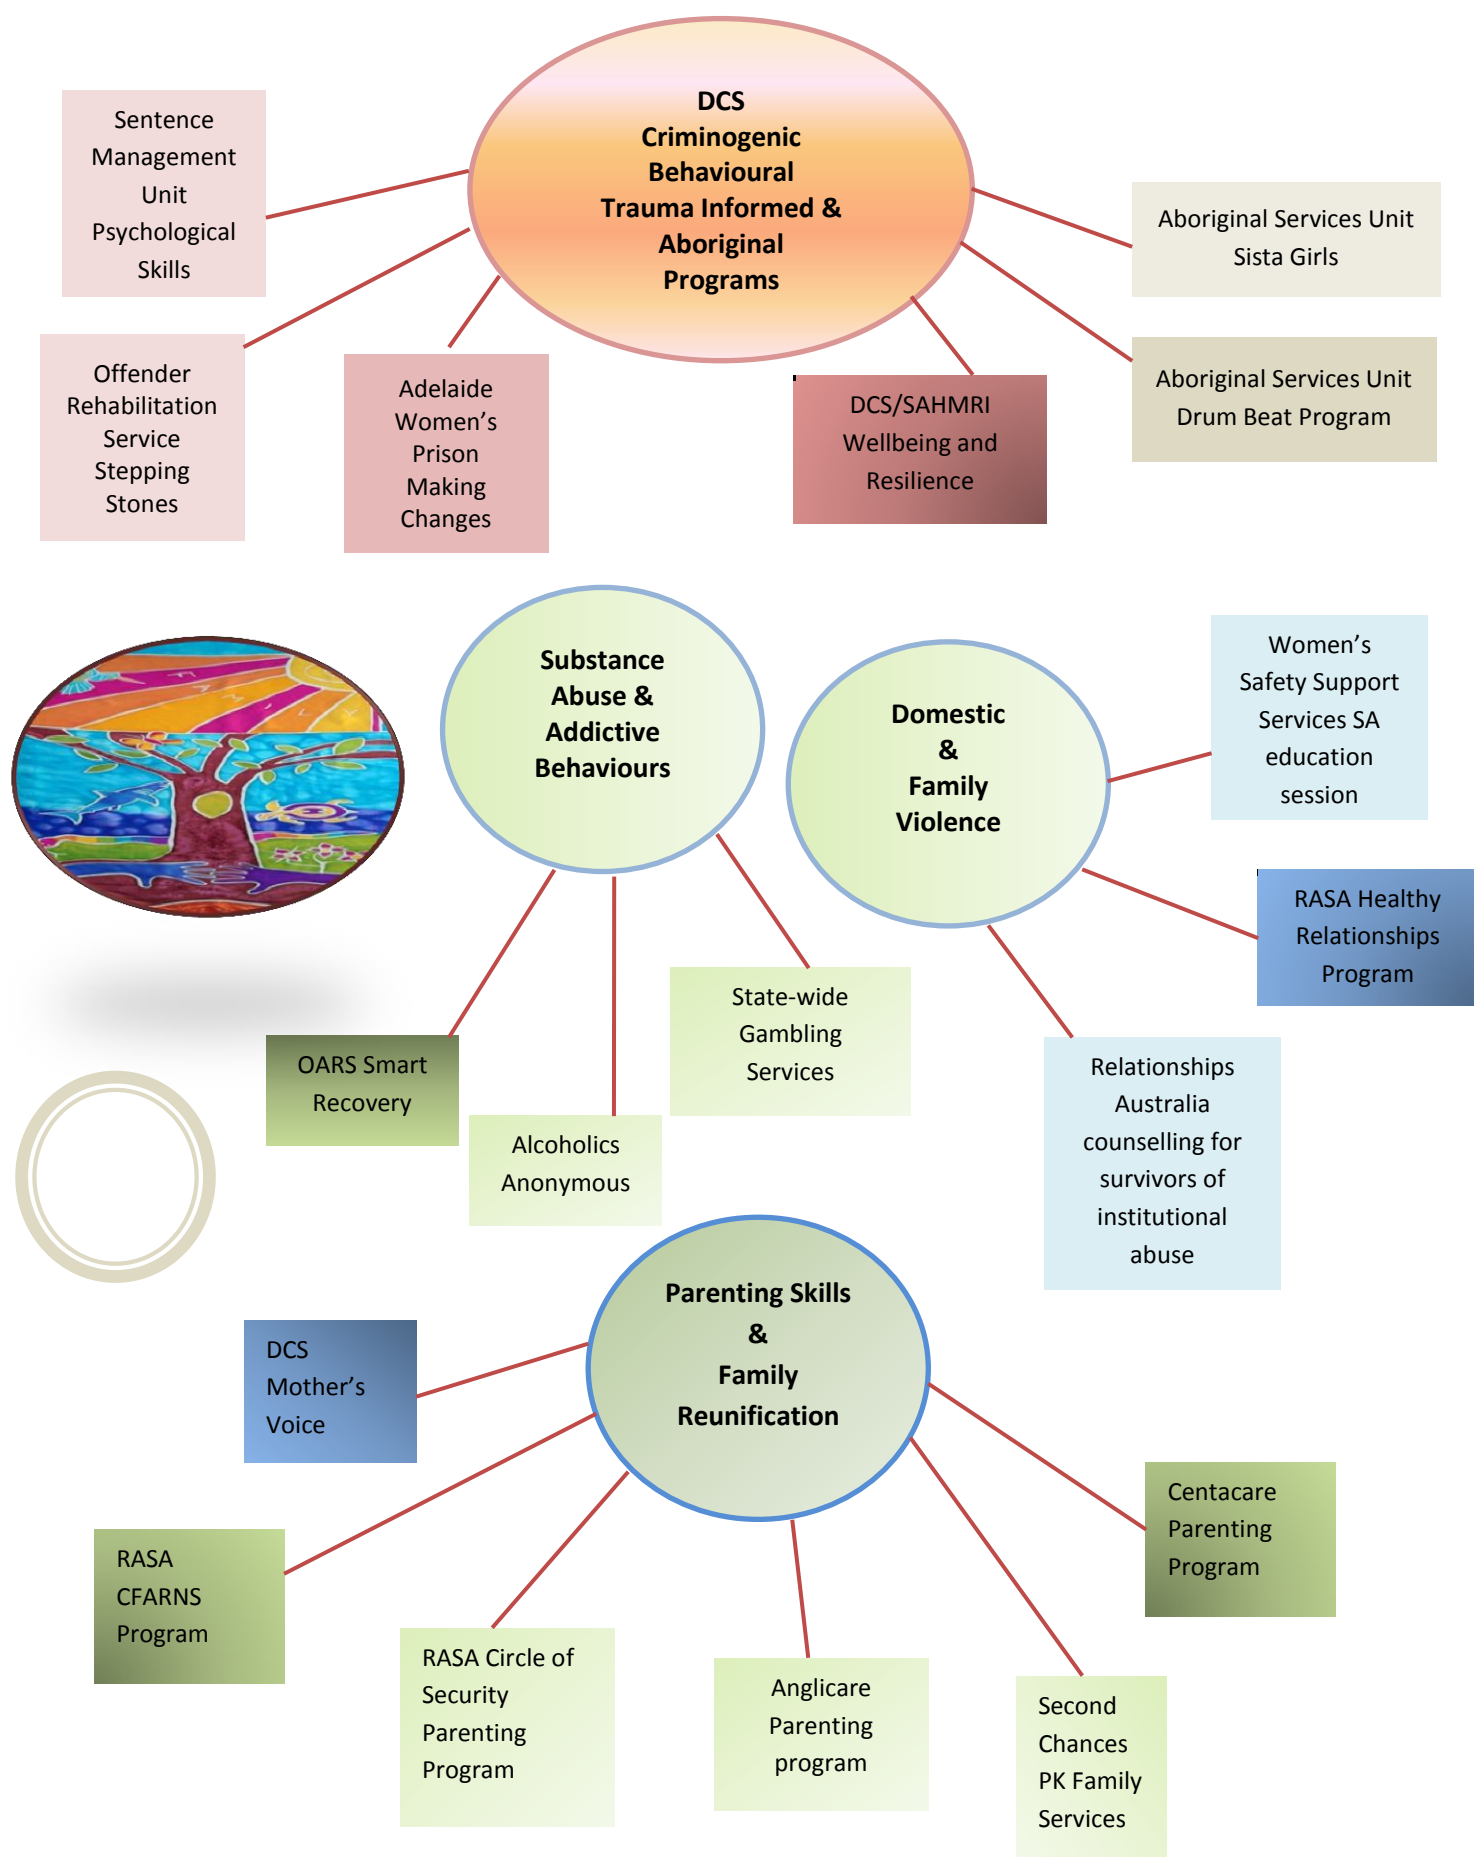 DCS
Criminogenic
Behavioural
Trauma Informed &
Aboriginal
Programs
Sentence
Management
Unit
Psychological
Skills
Offender
Rehabilitation
Service
Stepping
Stones
Adelaide
Women’s
Prison
Making
Changes
DCS/SAHMRI
Wellbeing and
Resilience
Aboriginal Services Unit
Sista Girls
Aboriginal Services Unit
Drum Beat Program
Substance
Abuse &
Addictive
Behaviours
OARS Smart
Recovery
Alcoholics
Anonymous
State-wide
Gambling
Services
Domestic
&
Family
Violence
Women’s
Safety Support
Services SA
education
session
RASA Healthy
Relationships
Program
Relationships
Australia
counselling for
survivors of
institutional
abuse
Parenting Skills
&
Family
Reunification
DCS
Mother’s
Voice
RASA
CFARNS
Program
RASA Circle of
Security
Parenting
Program
Anglicare
Parenting
program
Second
Chances
PK Family
Services
Centacare
Parenting
Program